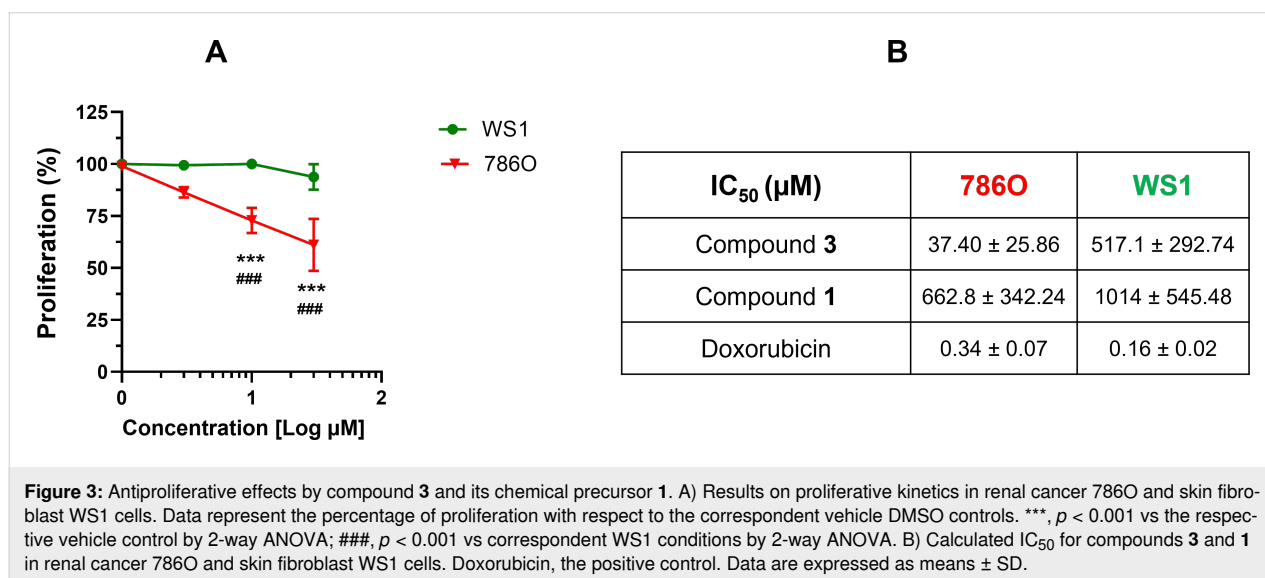 A
B
125
100
75
50
25
0
Proliferation (%)
0 1 2
Concentration [Log µM]
WS1
786O
***
###
***
###
IC50 (µM) 786O WS1
Compound 3 37.40 ± 25.86 517.1 ± 292.74
Compound 1 662.8 ± 342.24 1014 ± 545.48
Doxorubicin 0.34 ± 0.07 0.16 ± 0.02
Figure 3: Antiproliferative effects by compound 3 and its chemical precursor 1. A) Results on proliferative kinetics in renal cancer 786O and skin fibro-
blast WS1 cells. Data represent the percentage of proliferation with respect to the correspondent vehicle DMSO controls. ***, p < 0.001 vs the respec-
tive vehicle control by 2-way ANOVA; ###, p < 0.001 vs correspondent WS1 conditions by 2-way ANOVA. B) Calculated IC50 for compounds 3 and 1
in renal cancer 786O and skin fibroblast WS1 cells. Doxorubicin, the positive control. Data are expressed as means ± SD.